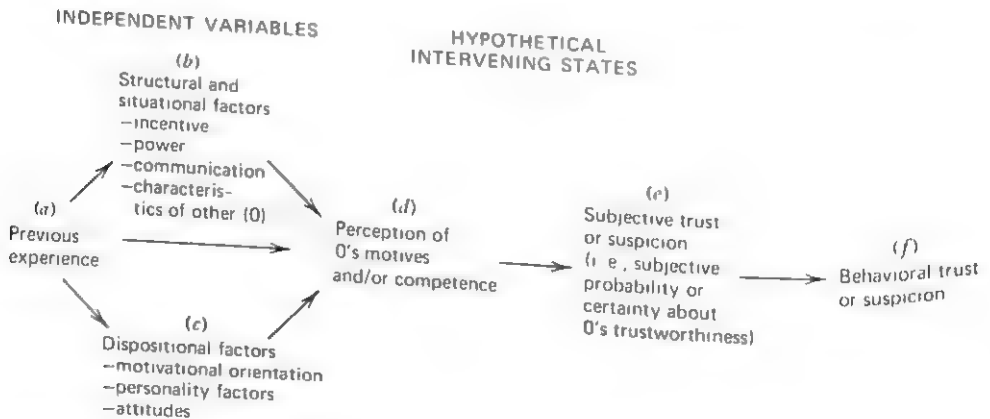 INDEPENDENT VARIABLES
HYPOTHETICAL
INTERVENING STATES
(a)
Previous
experience
(b)
Structural and
situational factors
–incentive
–power
–communication
–characteris-
tics of other (O)
(c)
Dispositional factors
–motivational orientation
–personality factors
–attitudes
(d)
Perception of
O's motives
and/or competence
(e)
Subjective trust
or suspicion
(i e , subjective
probability or
certainty about
O's trustworthiness)
(f)
Behavioral trust
or suspicion